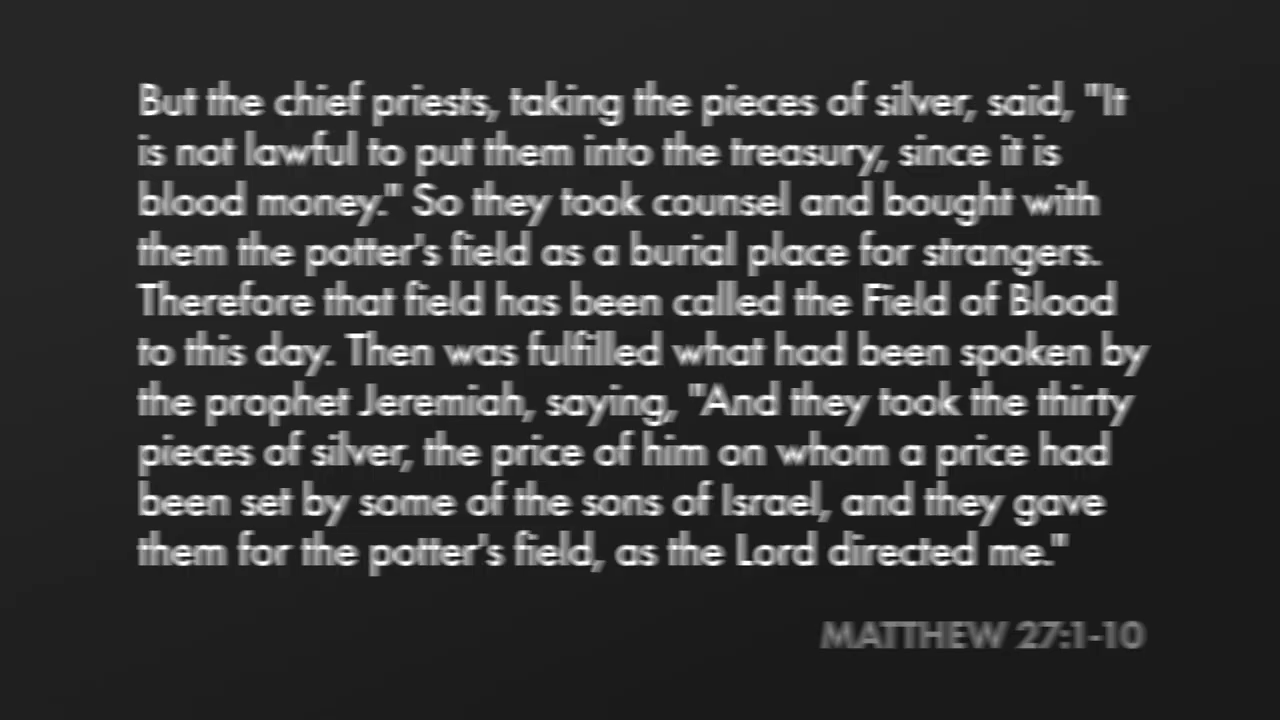 But the chief priests, taking the pieces of silver, said, "It
is not lawful to put them into the treasury, since it is
blood money." So they took counsel and bought with
them the potter's field as a burial place for strangers.
Therefore that field has been called the Field of Blood
to this day. Then was fulfilled what had been spoken by
the prophet Jeremiah, saying, "And they took the thirty
pieces of silver, the price of him on whom a price had
been set by some of the sons of Israel, and they gave
them for the potter's field, as the Lord directed me."
MATTHEW 27:1-10